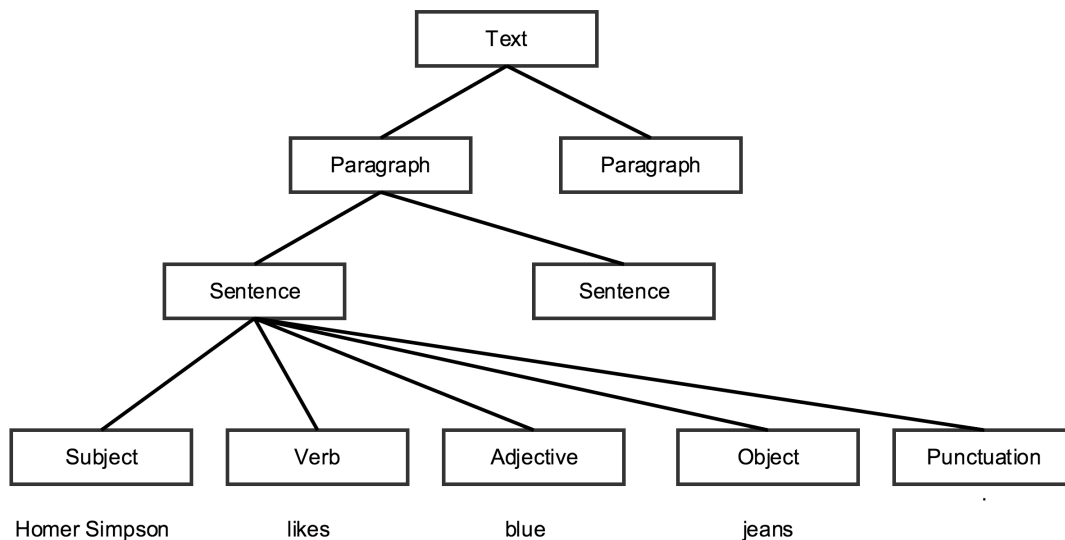 Text
Paragraph Paragraph
Sentence Sentence
Subject Verb Adjective Object Punctuation
.
Homer Simpson likes blue jeans